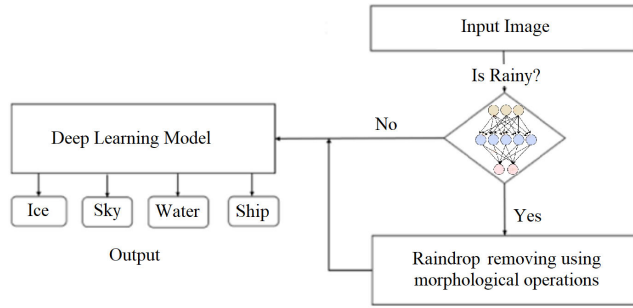 Input Image
Is Rainy?
No
Deep Learning Model
Ice
Sky
Water
Ship
Output
Yes
Raindrop removing using
morphological operations